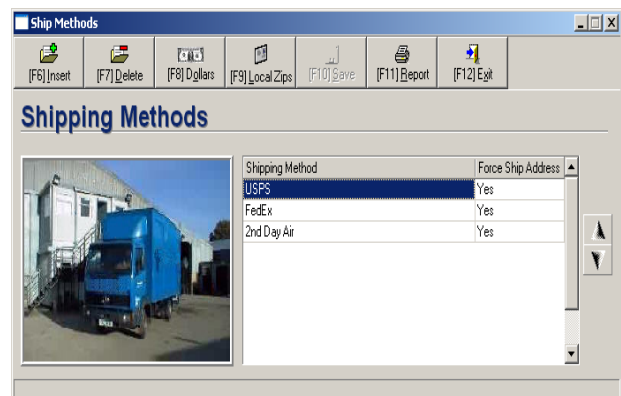 Ship Methods
[F6] Insert
[F7] Delete
[F8] Dollars
[F9] Local Zips
[F10] Save
[F11] Report
[F12] Exit
Shipping Methods
Shipping Method Force Ship Address
USPS Yes
FedEx Yes
2nd Day Air Yes